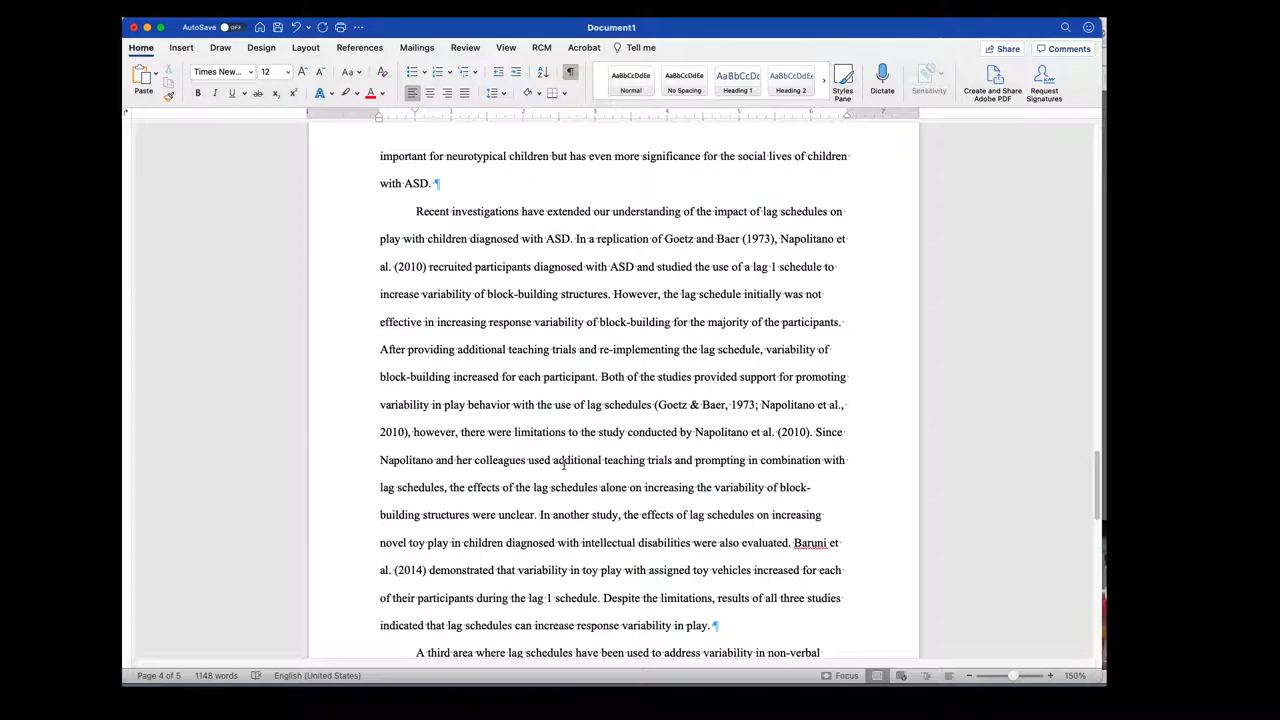 AutoSave OFF
Document1
Home Insert Draw Design Layout References Mailings Review View RCM Acrobat Tell me
Share Comments
Paste
Times New... 12
AaBbCcDdEe AaBbCcDdEe AaBbCcDc AaBbCcDdEe
Normal No Spacing Heading 1 Heading 2
Styles Pane
Dictate
Sensitivity
Create and Share Adobe PDF
Request Signatures
important for neurotypical children but has even more significance for the social lives of children
with ASD. ¶
Recent investigations have extended our understanding of the impact of lag schedules on
play with children diagnosed with ASD. In a replication of Goetz and Baer (1973), Napolitano et
al. (2010) recruited participants diagnosed with ASD and studied the use of a lag 1 schedule to
increase variability of block-building structures. However, the lag schedule initially was not
effective in increasing response variability of block-building for the majority of the participants.
After providing additional teaching trials and re-implementing the lag schedule, variability of
block-building increased for each participant. Both of the studies provided support for promoting
variability in play behavior with the use of lag schedules (Goetz & Baer, 1973; Napolitano et al.,
2010), however, there were limitations to the study conducted by Napolitano et al. (2010). Since
Napolitano and her colleagues used additional teaching trials and prompting in combination with
lag schedules, the effects of the lag schedules alone on increasing the variability of block-
building structures were unclear. In another study, the effects of lag schedules on increasing
novel toy play in children diagnosed with intellectual disabilities were also evaluated. Baruni et
al. (2014) demonstrated that variability in toy play with assigned toy vehicles increased for each
of their participants during the lag 1 schedule. Despite the limitations, results of all three studies
indicated that lag schedules can increase response variability in play. ¶
A third area where lag schedules have been used to address variability in non-verbal
Page 4 of 5 1148 words English (United States) Focus 150%